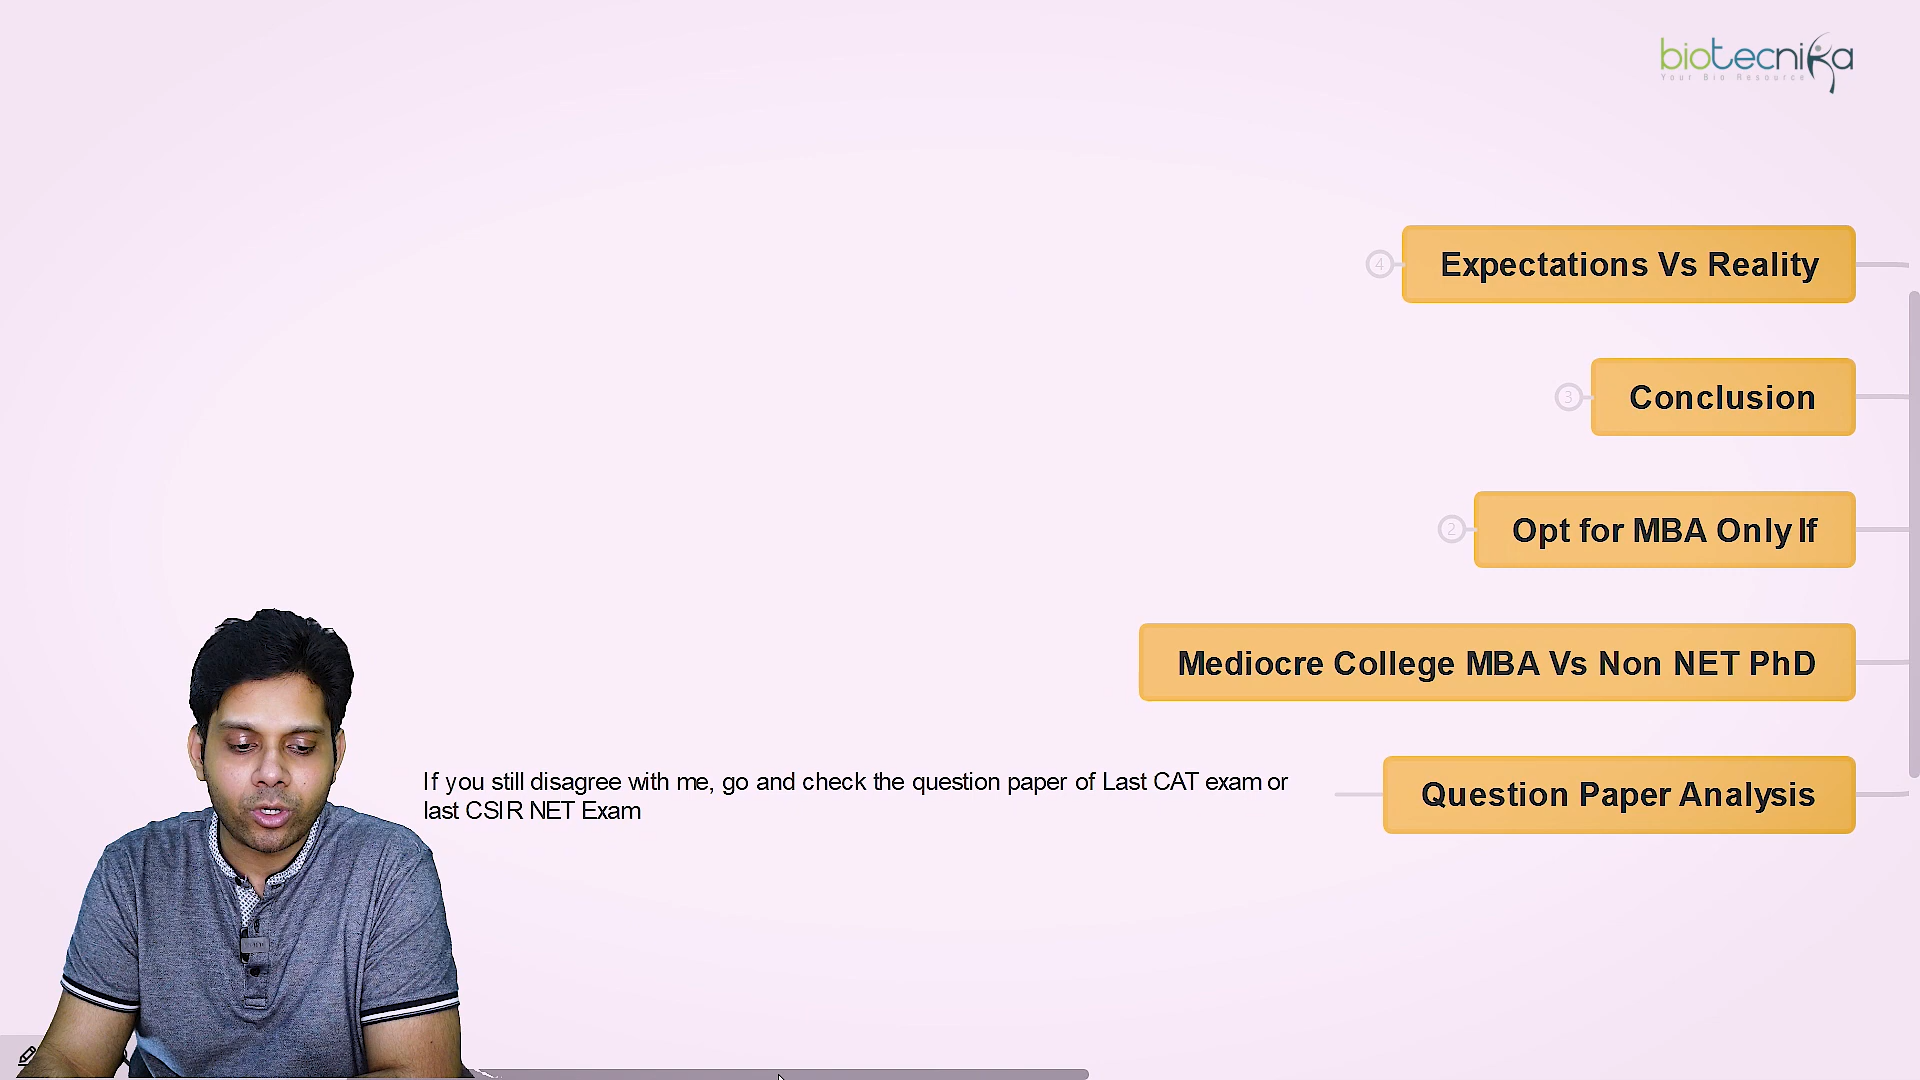 biotecnika
Your Bio Resource
4
Expectations Vs Reality
3
Conclusion
2
Opt for MBA Only If
Mediocre College MBA Vs Non NET PhD
If you still disagree with me, go and check the question paper of Last CAT exam or
last CSIR NET Exam
Question Paper Analysis